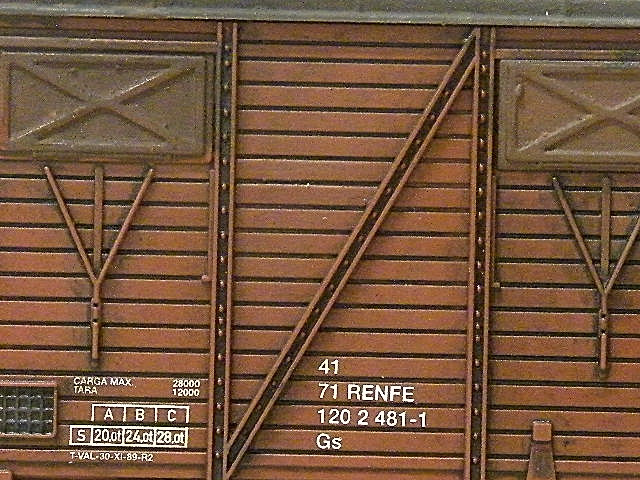 41
71 RENFE
120 2 481-1
Gs
CARGA MAX. 28000
TARA 12000
A B C
S 20,0t 24,0t 28,0t
T-VAL-30-XI-89-R2